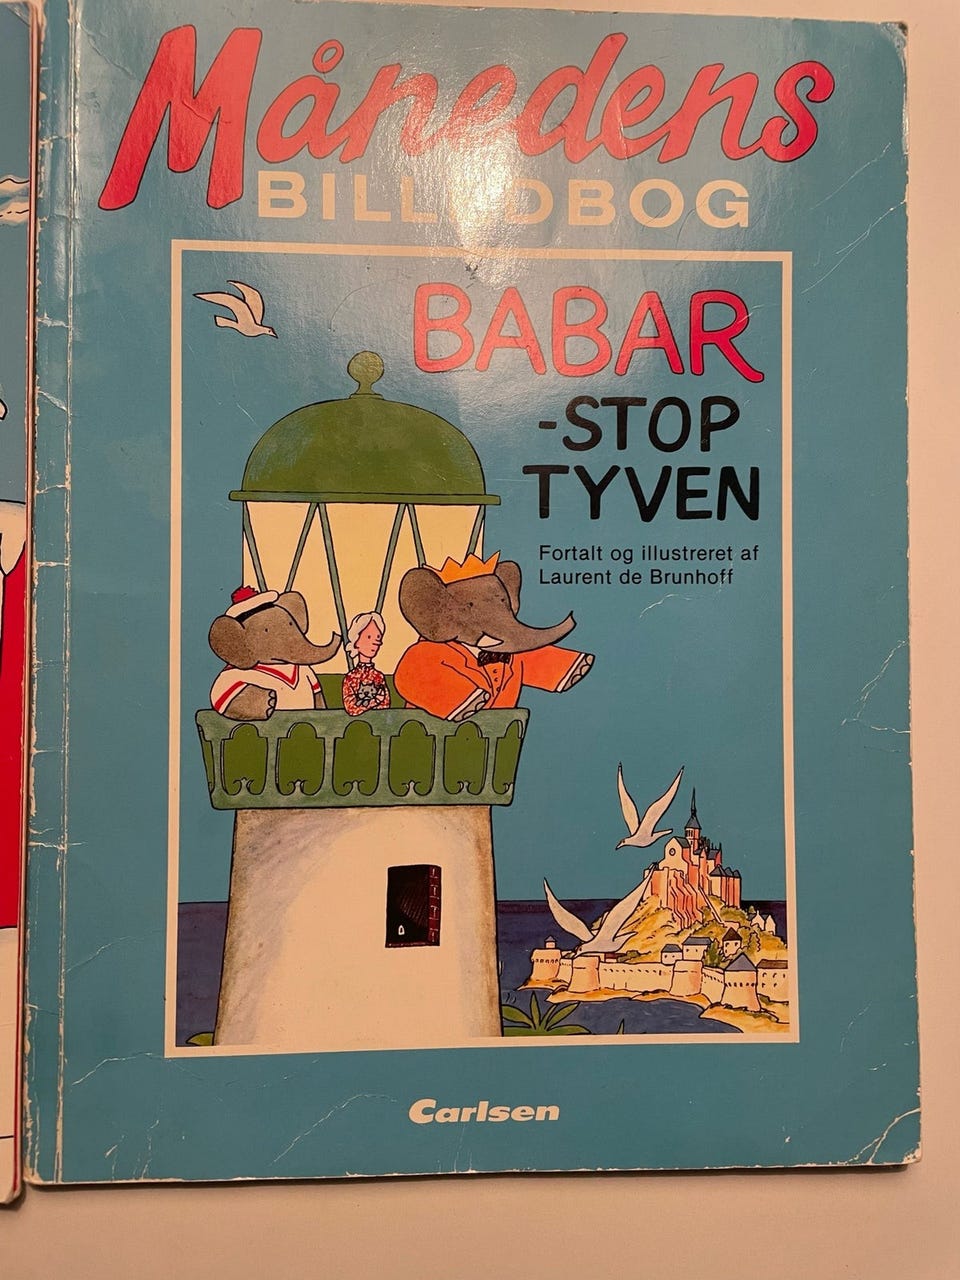 Månedens
BILLEDBOG
BABAR
-STOP
TYVEN
Fortalt og illustreret af
Laurent de Brunhoff
Carlsen